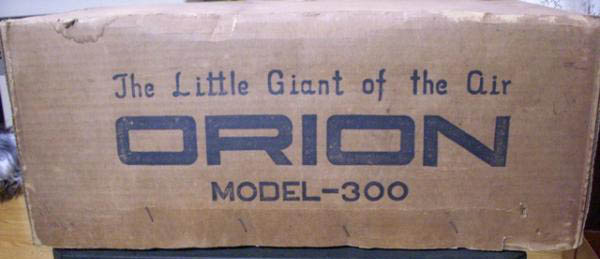 The Little Giant of the Air
ORION
MODEL-300